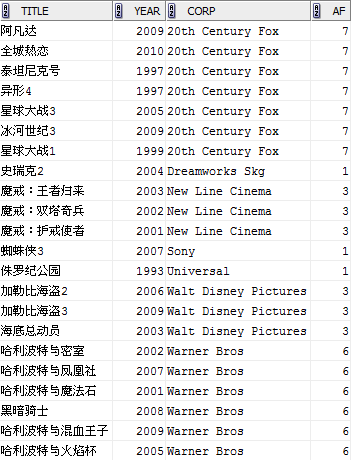 TITLE YEAR CORP AF
阿凡达 2009 20th Century Fox 7
全城热恋 2010 20th Century Fox 7
泰坦尼克号 1997 20th Century Fox 7
异形4 1997 20th Century Fox 7
星球大战3 2005 20th Century Fox 7
冰河世纪3 2009 20th Century Fox 7
星球大战1 1999 20th Century Fox 7
史瑞克2 2004 Dreamworks Skg 1
魔戒：王者归来 2003 New Line Cinema 3
魔戒：双塔奇兵 2002 New Line Cinema 3
魔戒：护戒使者 2001 New Line Cinema 3
蜘蛛侠3 2007 Sony 1
侏罗纪公园 1993 Universal 1
加勒比海盗2 2006 Walt Disney Pictures 3
加勒比海盗3 2009 Walt Disney Pictures 3
海底总动员 2003 Walt Disney Pictures 3
哈利波特与密室 2002 Warner Bros 6
哈利波特与凤凰社 2007 Warner Bros 6
哈利波特与魔法石 2001 Warner Bros 6
黑暗骑士 2008 Warner Bros 6
哈利波特与混血王子 2009 Warner Bros 6
哈利波特与火焰杯 2005 Warner Bros 6